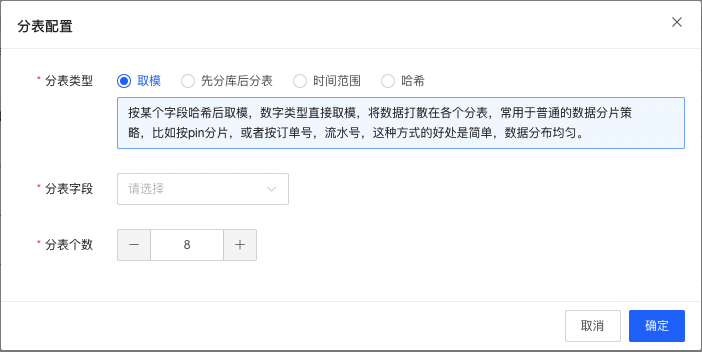 分表配置
* 分表类型 取模 先分库后分表 时间范围 哈希
按某个字段哈希后取模，数字类型直接取模，将数据打散在各个分表，常用于普通的数据分片策
略，比如按pin分片，或者按订单号，流水号，这种方式的好处是简单，数据分布均匀。
* 分表字段 请选择
* 分表个数 − 8 +
取消 确定